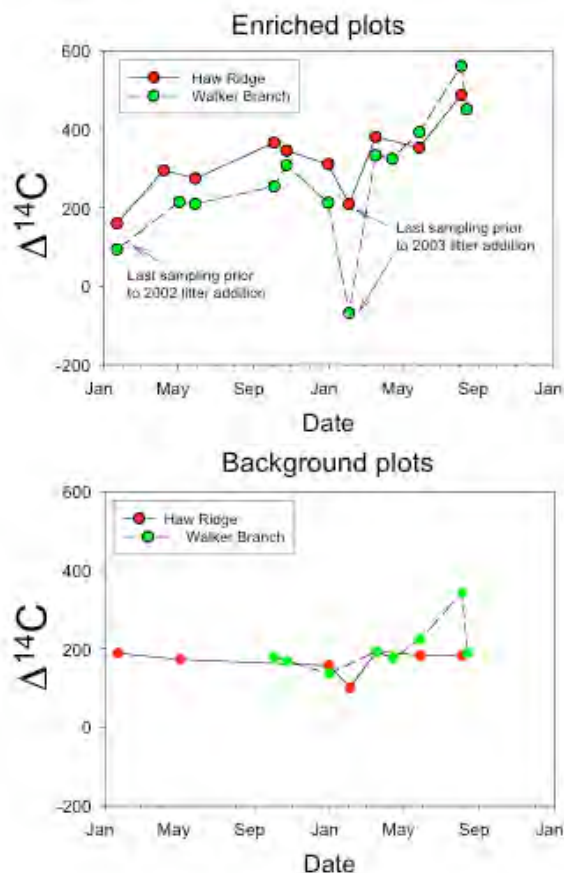 Enriched plots
600
Haw Ridge
Walker Branch
400
Δ14C
200
Last sampling prior
to 2003 litter addition
0
Last sampling prior
to 2002 litter addition
-200
Jan May Sep Jan May Sep Jan
Date
Background plots
600
Haw Ridge
Walker Branch
400
Δ14C
200
0
-200
Jan May Sep Jan May Sep Jan
Date